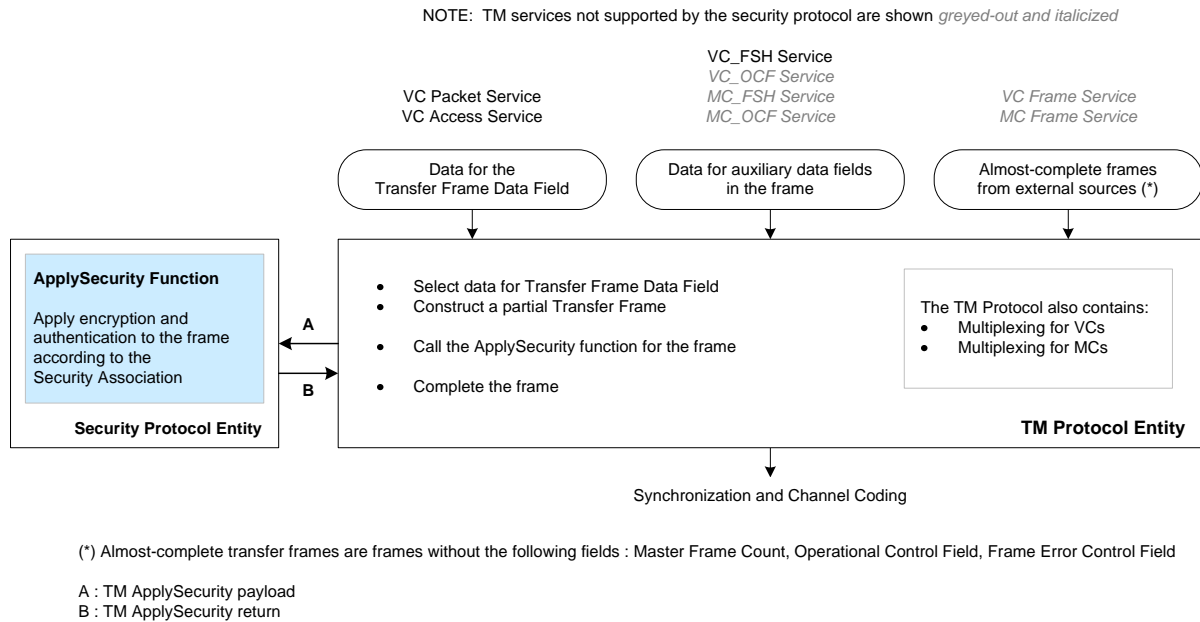 NOTE:  TM services not supported by the security protocol are shown greyed-out and italicized
VC_FSH Service
VC_OCF Service
MC_FSH Service
MC_OCF Service
VC Packet Service
VC Access Service
VC Frame Service
MC Frame Service
Data for the
Transfer Frame Data Field
Data for auxiliary data fields
in the frame
Almost-complete frames
from external sources (*)
ApplySecurity Function
Apply encryption and
authentication to the frame
according to the
Security Association
Security Protocol Entity
A
B
• Select data for Transfer Frame Data Field
• Construct a partial Transfer Frame
• Call the ApplySecurity function for the frame
• Complete the frame
The TM Protocol also contains:
• Multiplexing for VCs
• Multiplexing for MCs
TM Protocol Entity
Synchronization and Channel Coding
(*) Almost-complete transfer frames are frames without the following fields : Master Frame Count, Operational Control Field, Frame Error Control Field
A : TM ApplySecurity payload
B : TM ApplySecurity return